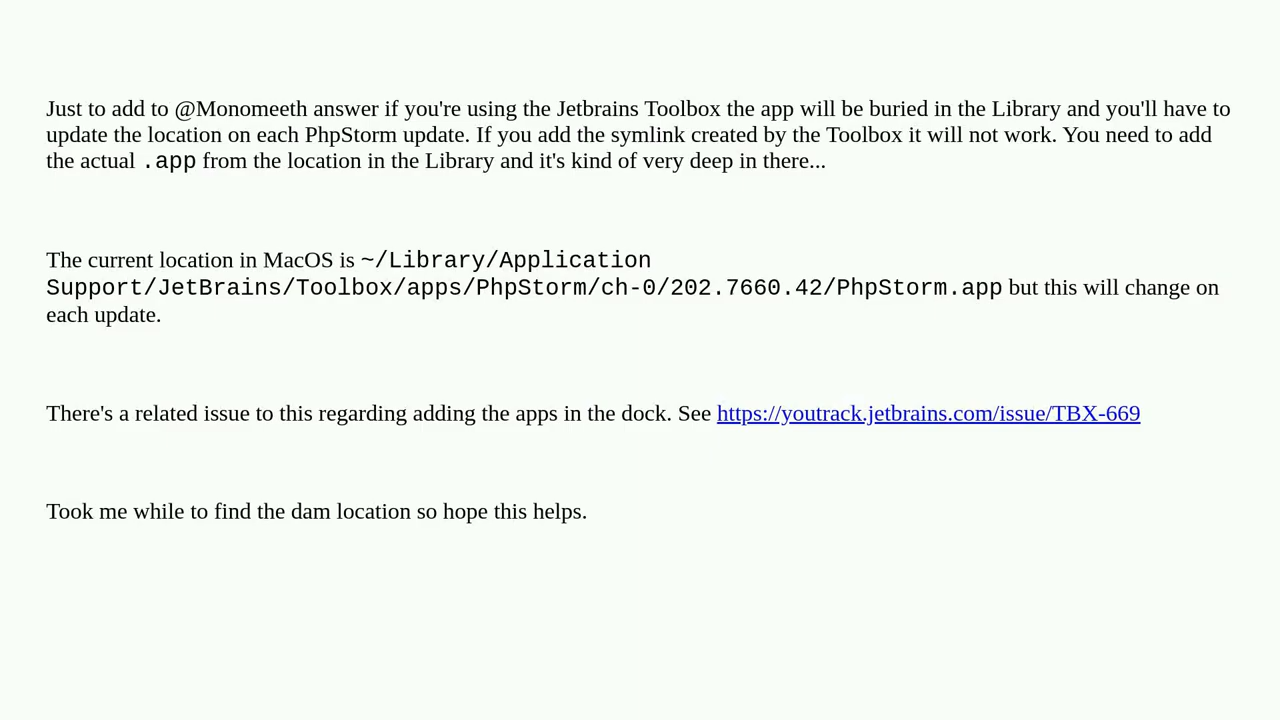 Just to add to @Monomeeth answer if you're using the Jetbrains Toolbox the app will be buried in the Library and you'll have to
update the location on each PhpStorm update. If you add the symlink created by the Toolbox it will not work. You need to add
the actual .app from the location in the Library and it's kind of very deep in there...
The current location in MacOS is ~/Library/Application
Support/JetBrains/Toolbox/apps/PhpStorm/ch-0/202.7660.42/PhpStorm.app but this will change on
each update.
There's a related issue to this regarding adding the apps in the dock. See https://youtrack.jetbrains.com/issue/TBX-669
Took me while to find the dam location so hope this helps.